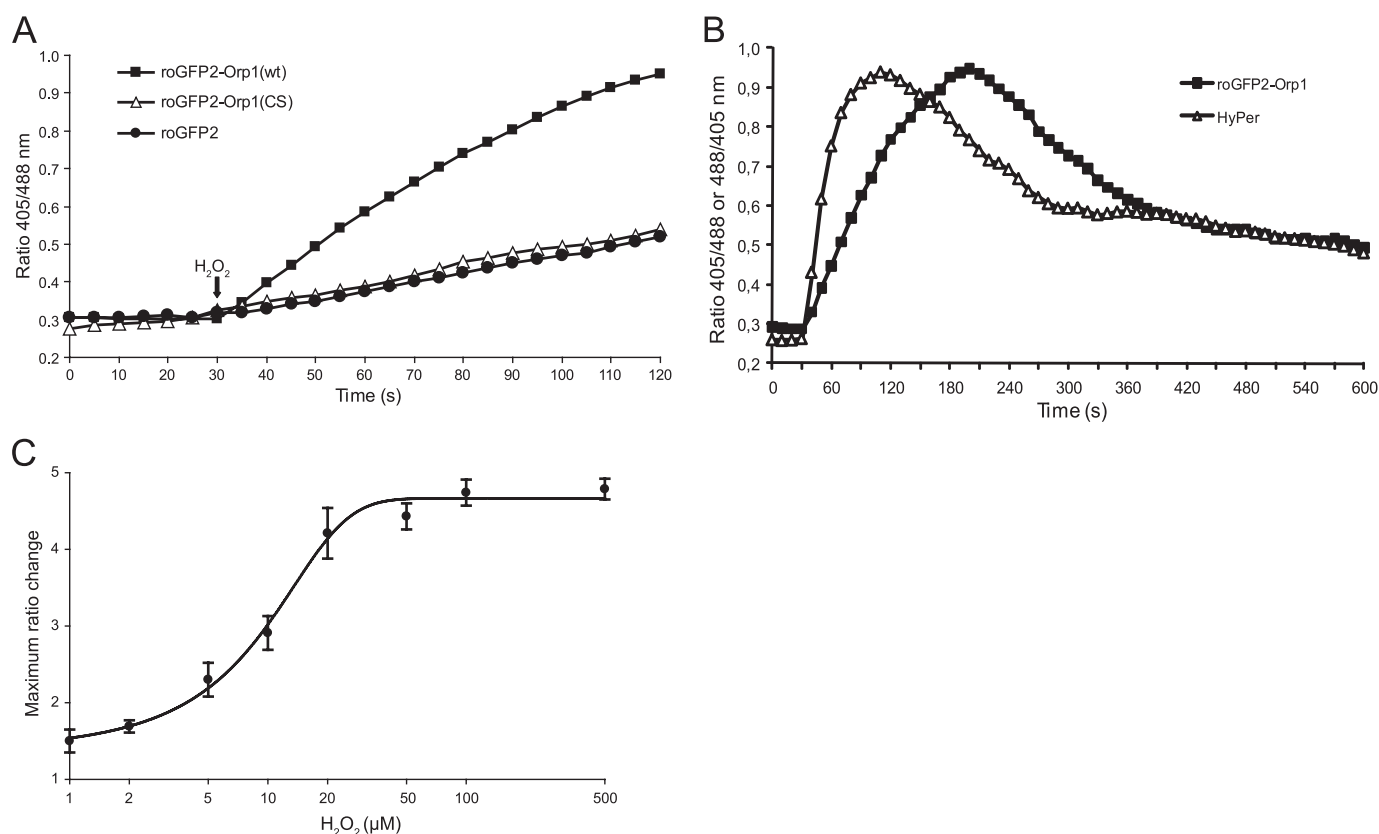 A
Ratio 405/488 nm
1.0
0,9
0.8
0.7
0.6
0.5
0.4
0.3
0,2
roGFP2-Orp1(wt)
roGFP2-Orp1(CS)
roGFP2
H₂O₂
0 10 20 30 40 50 60 70 80 90 100 110 120
Time (s)
B
Ratio 405/488 or 488/405 nm
1,0
0,9
0,8
0,7
0,6
0,5
0,4
0,3
0,2
roGFP2-Orp1
HyPer
0 60 120 180 240 300 360 420 480 540 600
Time (s)
C
Maximum ratio change
5
4
3
2
1
1 2 5 10 20 50 100 500
H₂O₂ (µM)